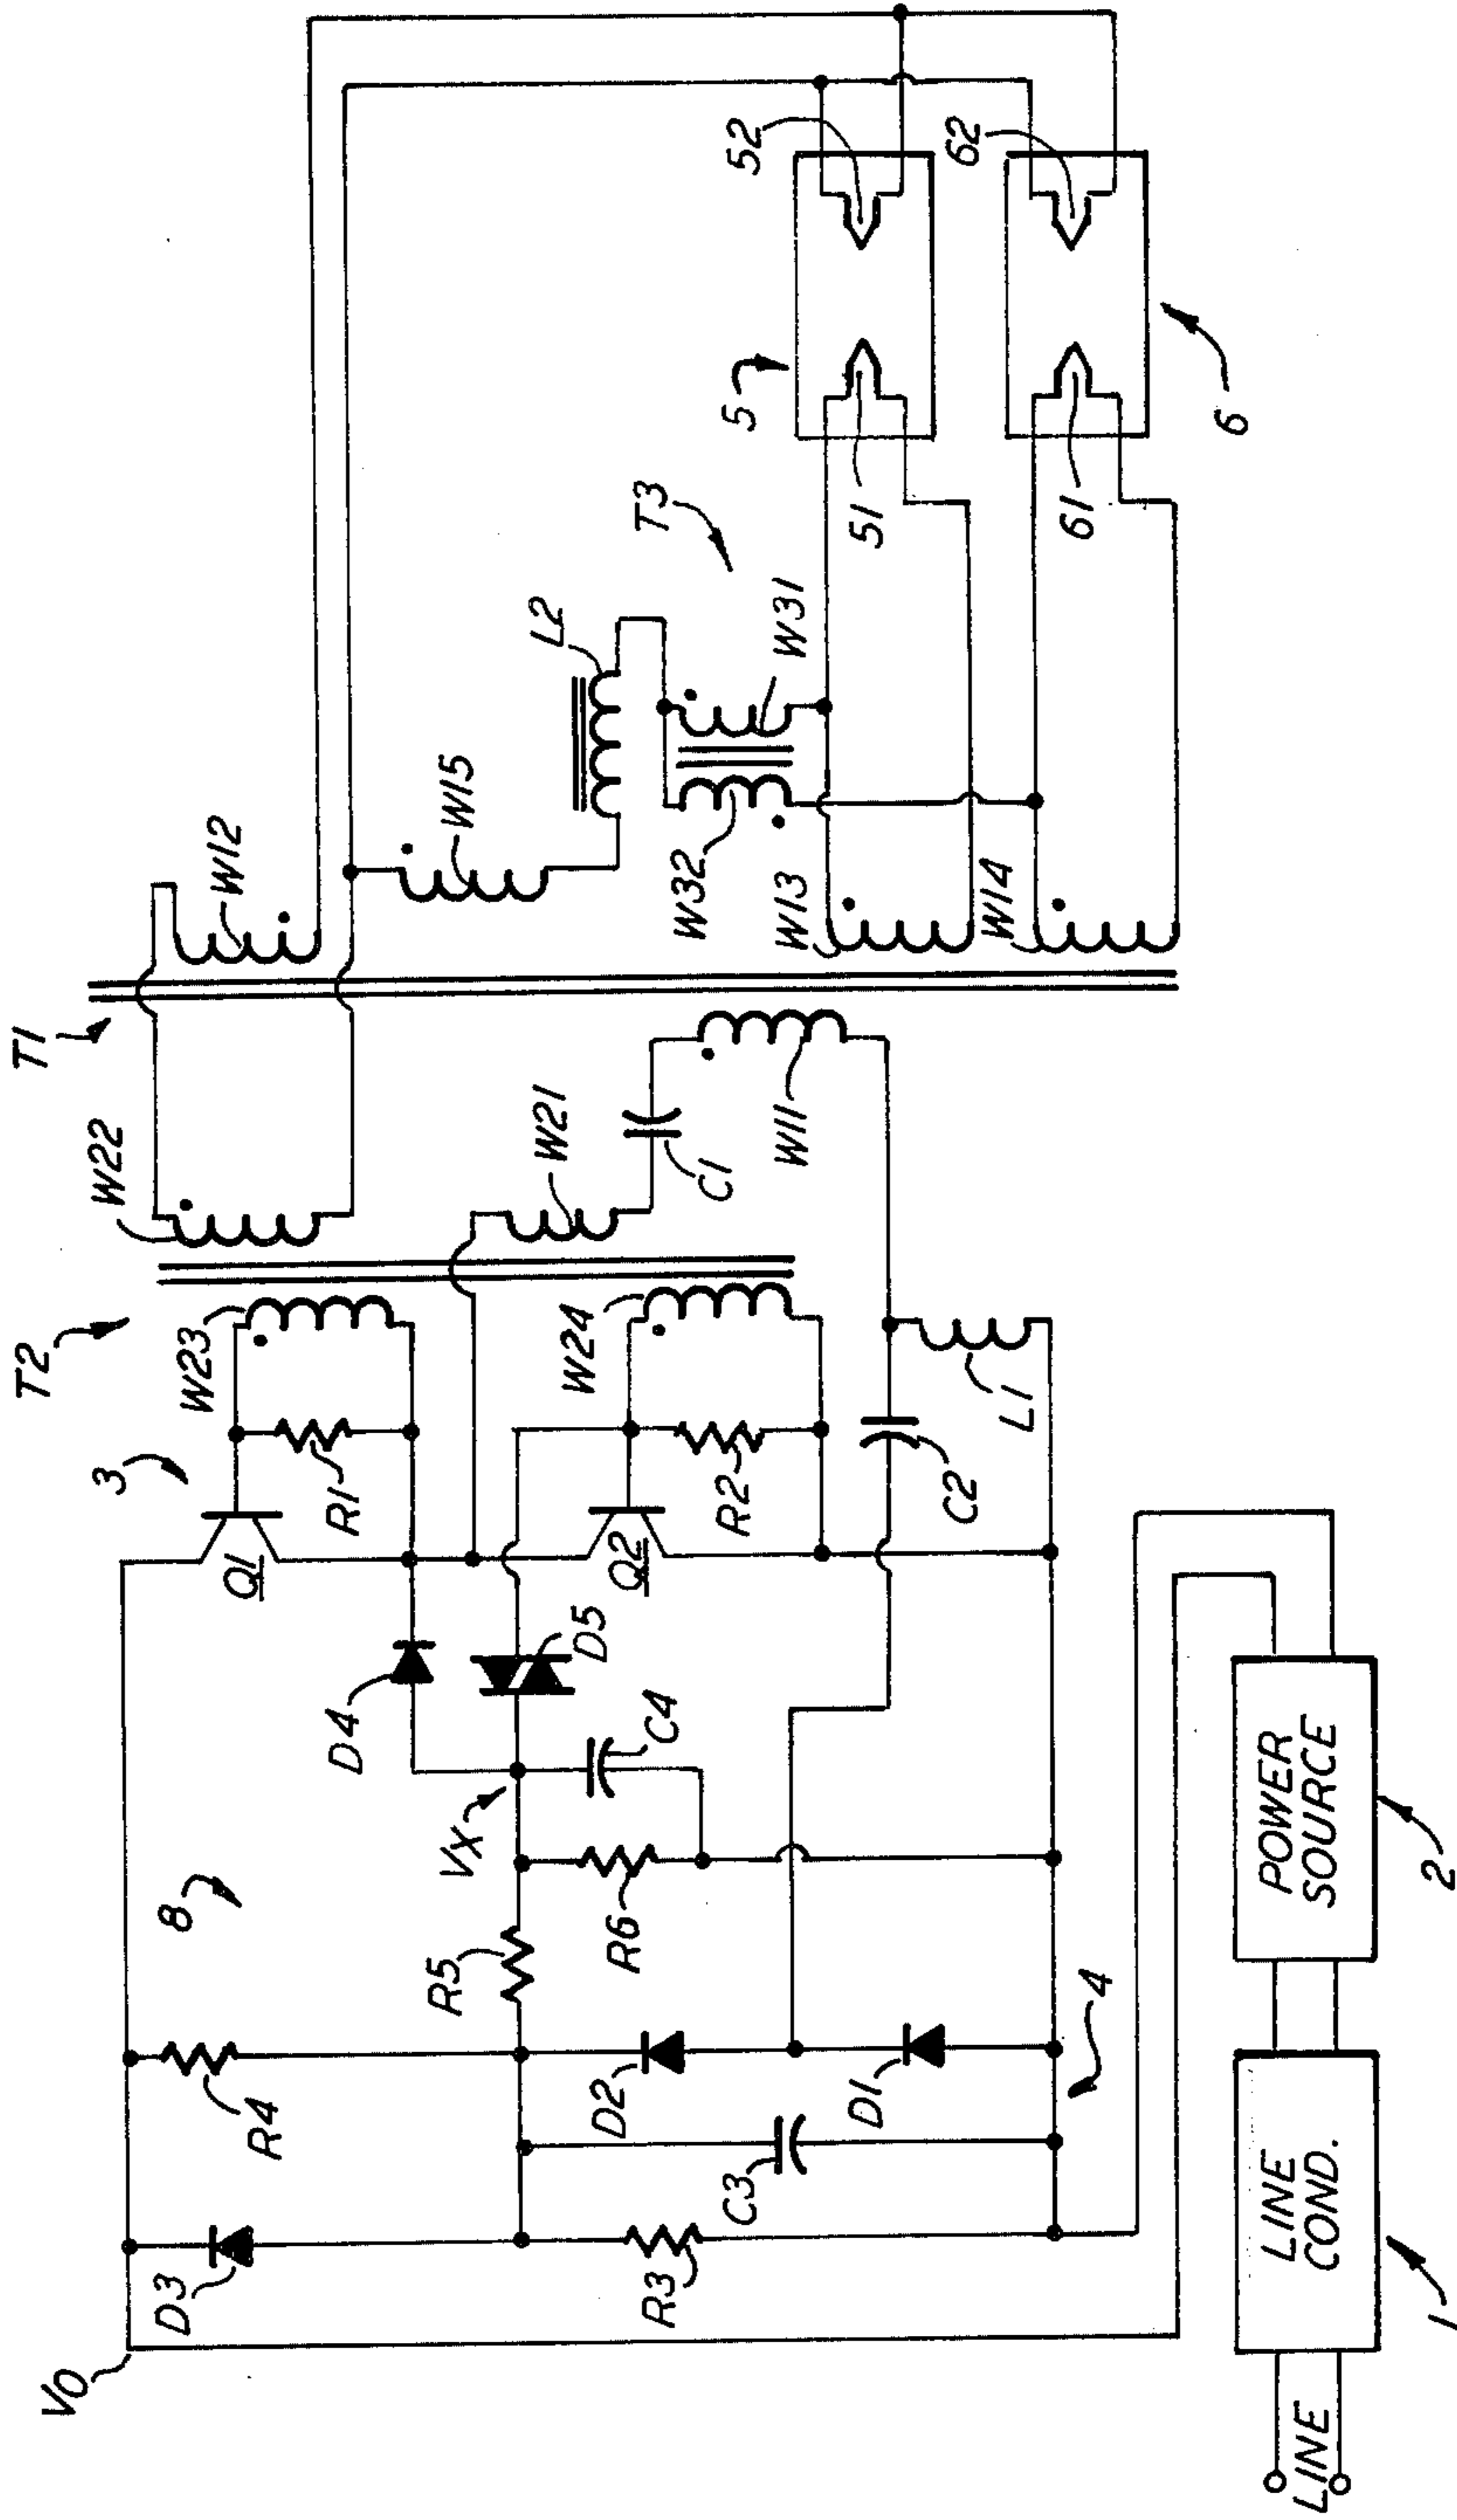 VO
D3
R4
8
R5
VX
D4
D5
C4
R6
D2
D1
C3
R3
4
3
Q1
R1
W23
T2
Q2
R2
W24
C2
L1
W22
W21
C1
W11
T1
W12
W15
L2
T3
W32
W31
W13
W14
5
51
52
61
62
6
LINE
LINE
COND.
1
POWER
SOURCE
2